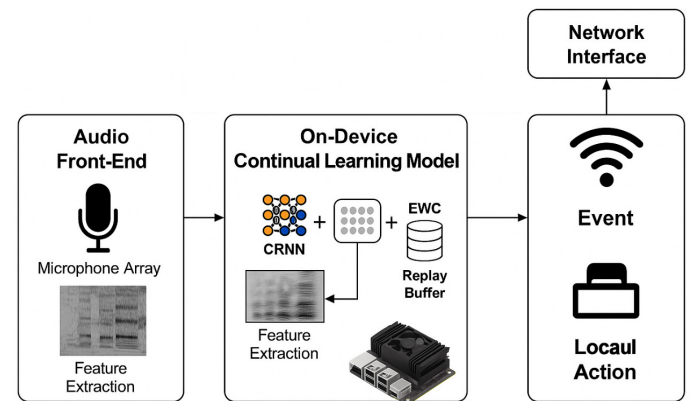 Network
Interface
Audio
Front-End
Microphone Array
Feature
Extraction
On-Device
Continual Learning Model
CRNN
+
+
EWC
Replay
Buffer
Feature
Extraction
Event
Locaul
Action